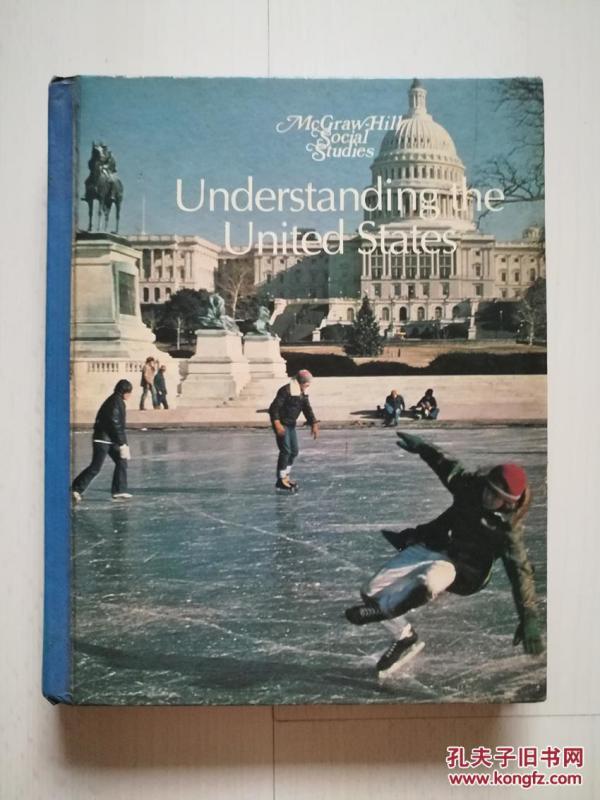 McGraw-Hill
Social
Studies
Understanding the
United States
孔夫子旧书网
www.kongfz.com